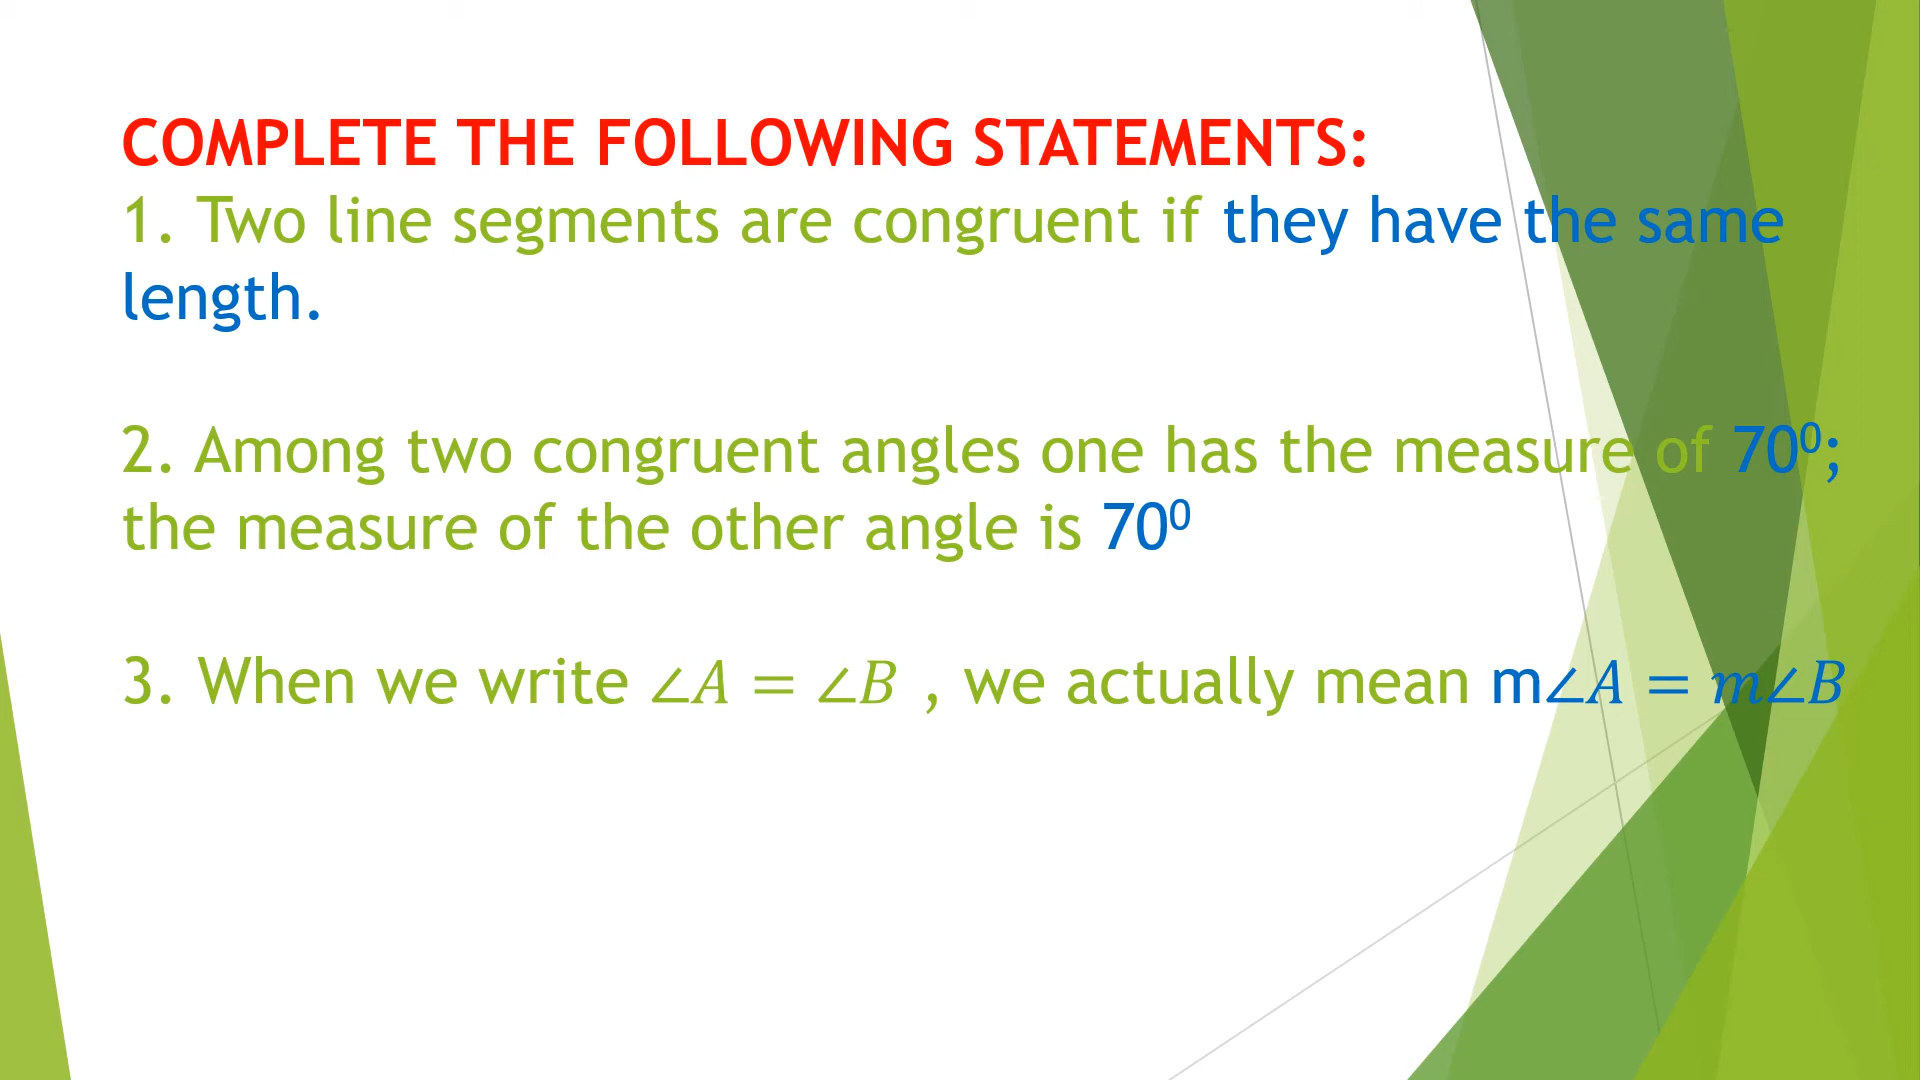 COMPLETE THE FOLLOWING STATEMENTS:
1. Two line segments are congruent if they have the same
length.
2. Among two congruent angles one has the measure of 70⁰;
the measure of the other angle is 70⁰
3. When we write ∠A = ∠B , we actually mean m∠A = m∠B